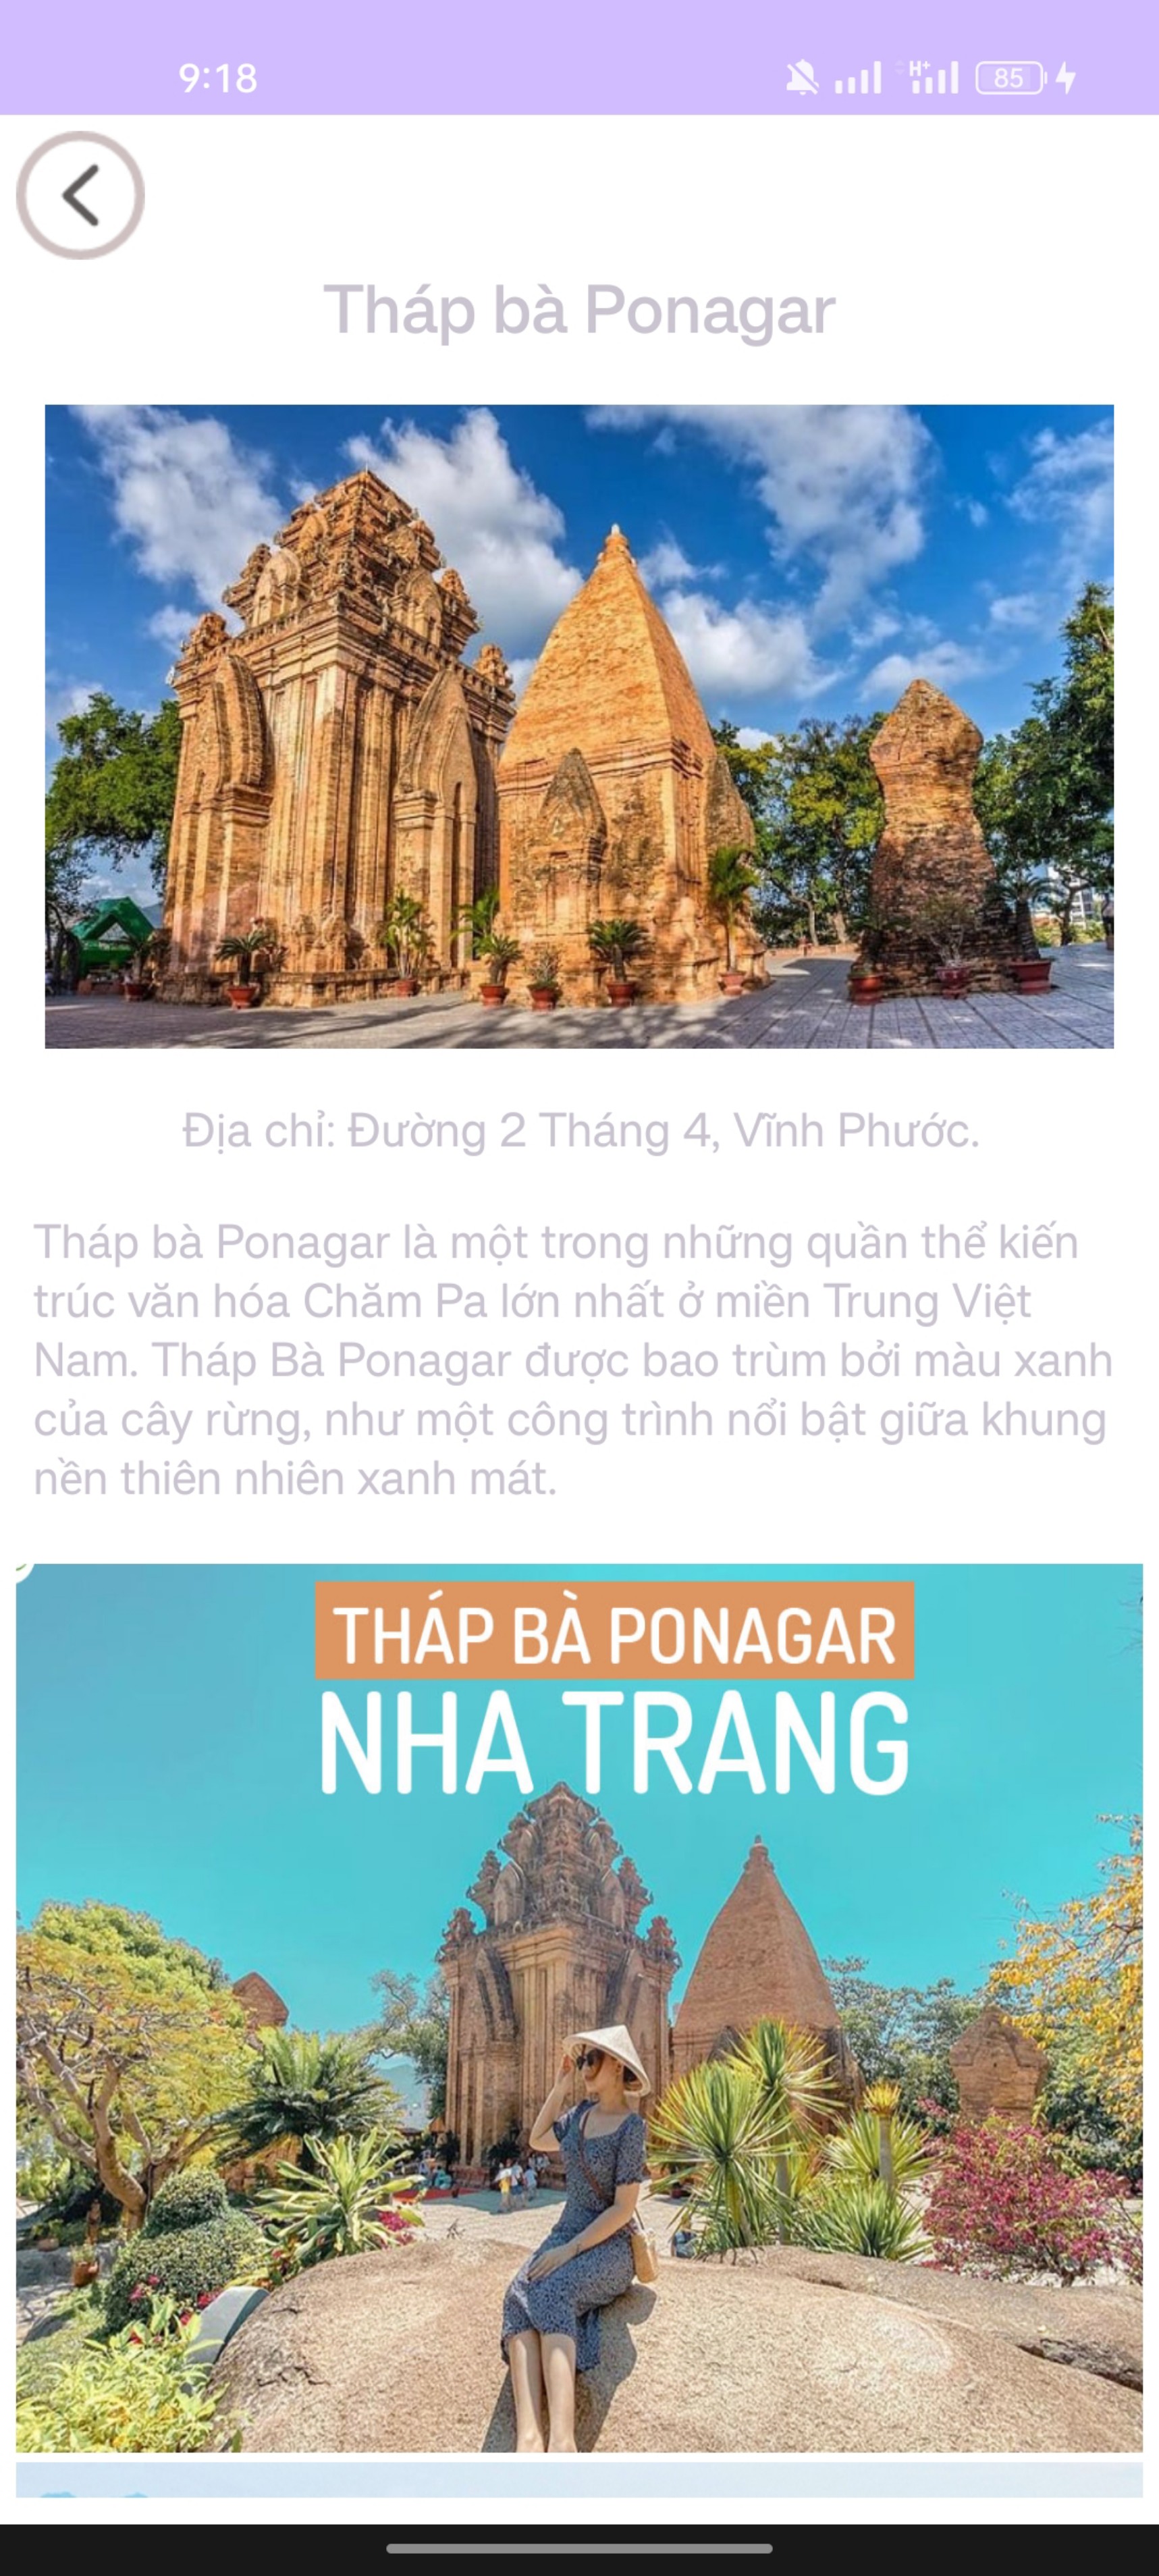 9:18
H+
85
Tháp bà Ponagar
Địa chỉ: Đường 2 Tháng 4, Vĩnh Phước.
Tháp bà Ponagar là một trong những quần thể kiến
trúc văn hóa Chăm Pa lớn nhất ở miền Trung Việt
Nam. Tháp Bà Ponagar được bao trùm bởi màu xanh
của cây rừng, như một công trình nổi bật giữa khung
nền thiên nhiên xanh mát.
THÁP BÀ PONAGAR
NHA TRANG